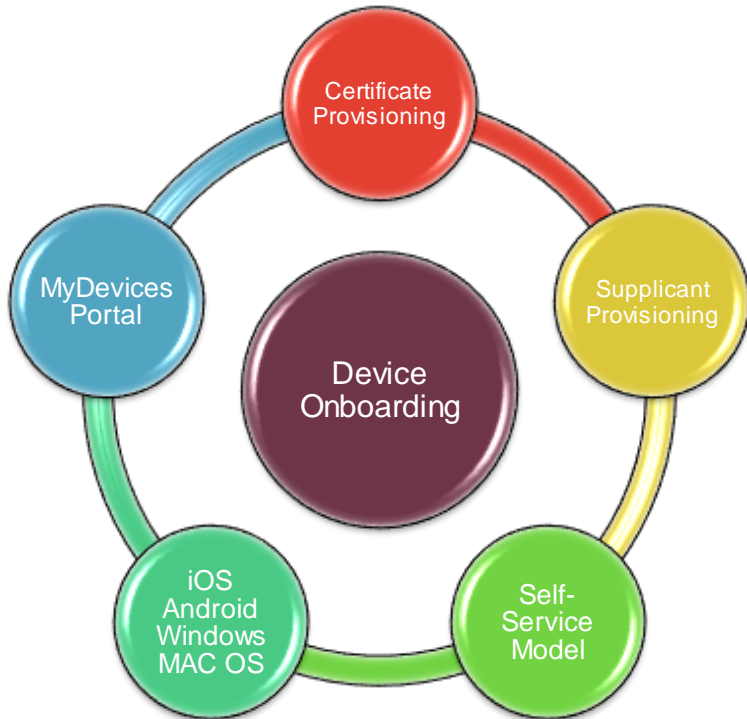 Certificate
Provisioning
MyDevices
Portal
Supplicant
Provisioning
Device
Onboarding
iOS
Android
Windows
MAC OS
Self-
Service
Model